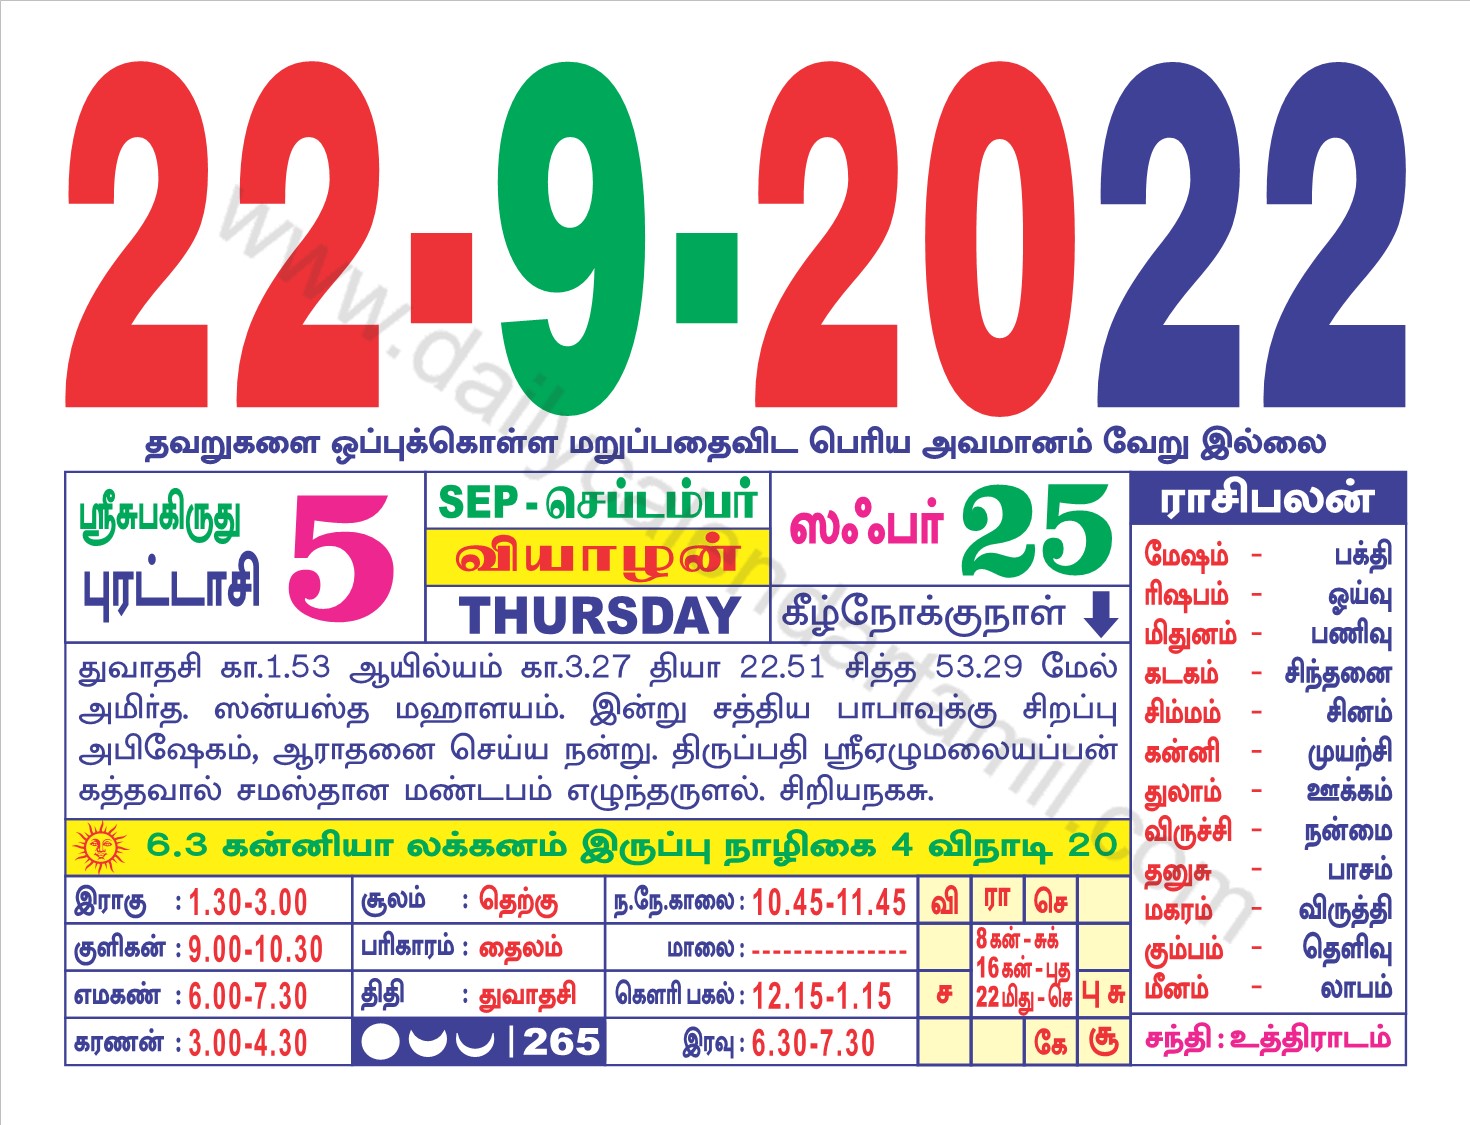 22-9-2022
தவறுகளை ஒப்புக்கொள்ள மறுப்பதைவிட பெரிய அவமானம் வேறு இல்லை
ஸ்ரீசுபகிருது
புரட்டாசி 5
SEP - செப்டம்பர்
வியாழன்
THURSDAY
ஸஃபர் 25
கீழ்நோக்குநாள்
துவாதசி கா.1.53 ஆயில்யம் கா.3.27 தியா 22.51 சித்த 53.29 மேல்
அமிர்த. ஸன்யஸ்த மஹாளயம். இன்று சத்திய பாபாவுக்கு சிறப்பு
அபிஷேகம், ஆராதனை செய்ய நன்று. திருப்பதி ஸ்ரீஏழுமலையப்பன்
கத்தவால் சமஸ்தான மண்டபம் எழுந்தருளல். சிறியநகசு.
6.3 கன்னியா லக்கனம் இருப்பு நாழிகை 4 விநாடி 20
இராகு : 1.30-3.00
குளிகன் : 9.00-10.30
எமகண் : 6.00-7.30
கரணன் : 3.00-4.30
சூலம் : தெற்கு
பரிகாரம் : தைலம்
திதி : துவாதசி
265
ந.நே.காலை : 10.45-11.45
மாலை : --------------
கௌரி பகல் : 12.15-1.15
இரவு : 6.30-7.30
வி ரா செ
8 கன் - சுக்
16 கன் - புத
22 மிது - செ
ச பு சு
கே சூ
ராசிபலன்
மேஷம் - பக்தி
ரிஷபம் - ஓய்வு
மிதுனம் - பணிவு
கடகம் - சிந்தனை
சிம்மம் - சினம்
கன்னி - முயற்சி
துலாம் - ஊக்கம்
விருச்சி - நன்மை
தனுசு - பாசம்
மகரம் - விருத்தி
கும்பம் - தெளிவு
மீனம் - லாபம்
சந்தி : உத்திராடம்
www.dailycalendartamil.com